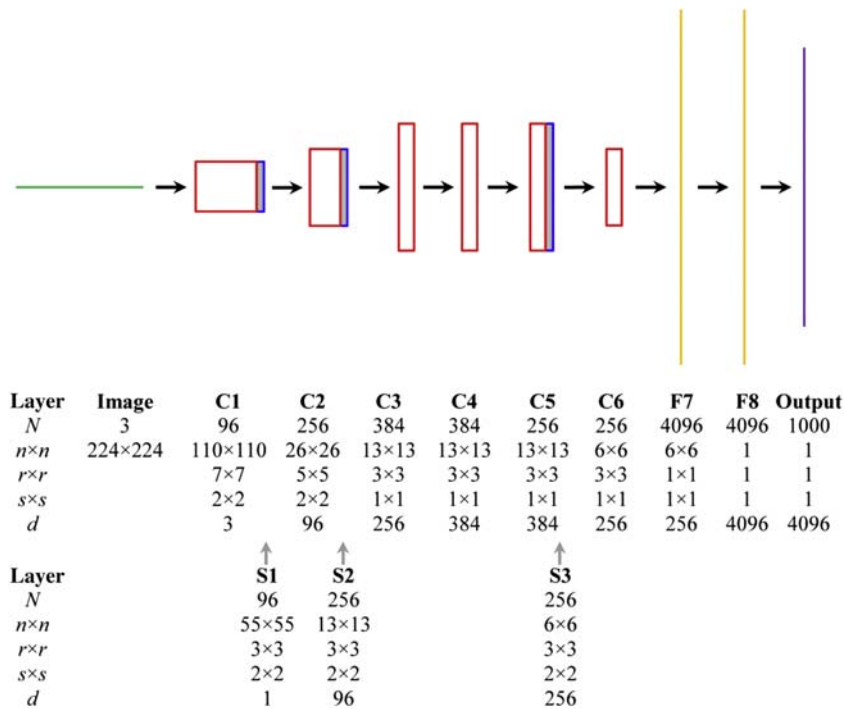 Layer Image C1 C2 C3 C4 C5 C6 F7 F8 Output
N 3 96 256 384 384 256 256 4096 4096 1000
n×n 224×224 110×110 26×26 13×13 13×13 13×13 6×6 6×6 1 1
r×r 7×7 5×5 3×3 3×3 3×3 3×3 1×1 1 1
s×s 2×2 2×2 1×1 1×1 1×1 1×1 1×1 1 1
d 3 96 256 384 384 256 256 4096 4096
Layer S1 S2 S3
N 96 256 256
n×n 55×55 13×13 6×6
r×r 3×3 3×3 3×3
s×s 2×2 2×2 2×2
d 1 96 256